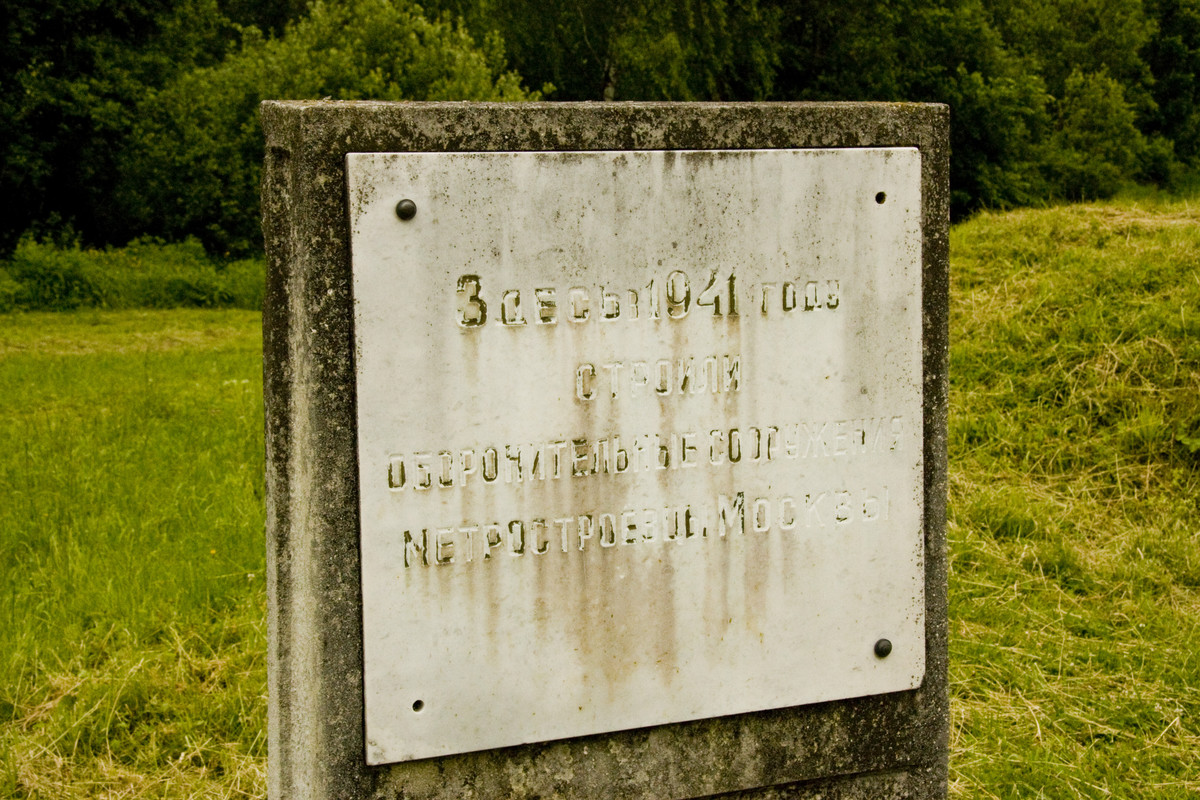 Здесь в 1941 году
строили
оборонительные сооружения
метростроевцы Москвы